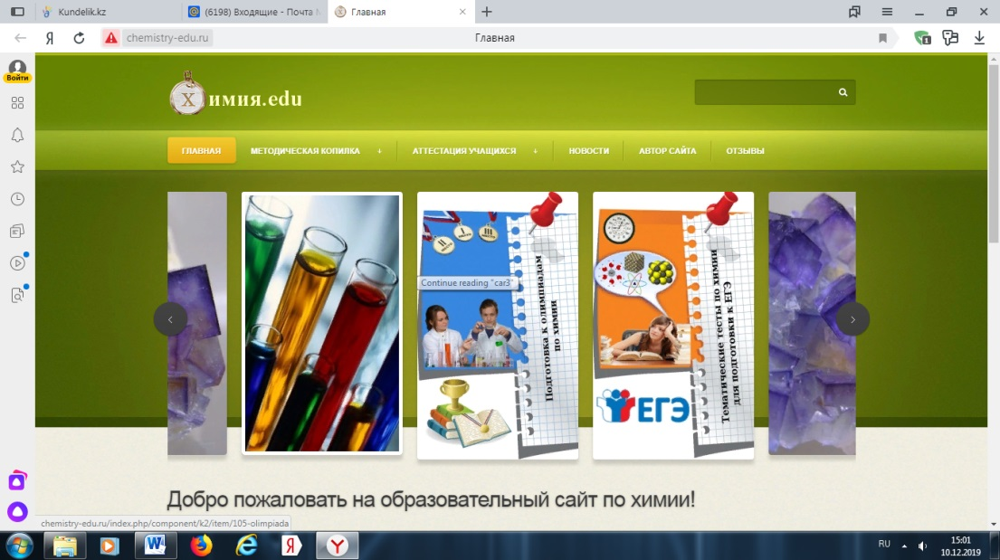 Kundelik.kz
(6198) Входящие - Почта М
Главная
Я
chemistry-edu.ru
Главная
1
Войти
Химия.edu
ГЛАВНАЯ
МЕТОДИЧЕСКАЯ КОПИЛКА +
АТТЕСТАЦИЯ УЧАЩИХСЯ +
НОВОСТИ
АВТОР САЙТА
ОТЗЫВЫ
II
I
III
Continue reading "car3"
Подготовка к олимпиадам
по химии
Тематические тесты по химии
для подготовки к ЕГЭ
ЕГЭ
Добро пожаловать на образовательный сайт по химии!
chemistry-edu.ru/index.php/component/k2/item/105-olimpiada
RU
15:01
10.12.2019